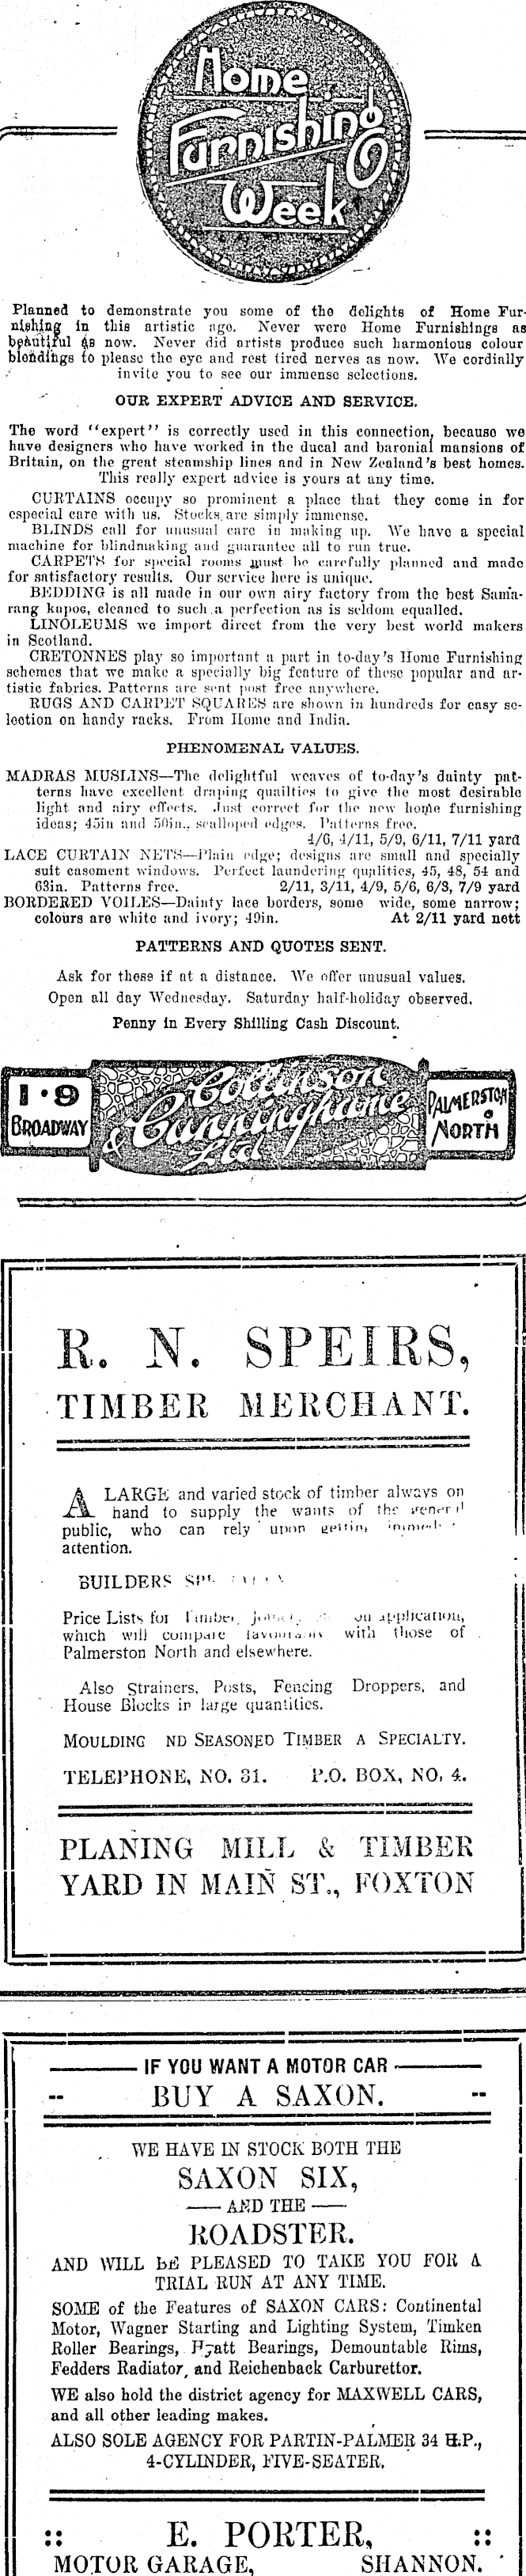 Home
Furnishing
Week
Planned to demonstrate you some of the delights of Home Fur-
nishing in this artistic age. Never were Home Furnishings as
beautiful as now. Never did artists produce such harmonious colour
blendings to please the eye and rest tired nerves as now. We cordially
invite you to see our immense selections.
OUR EXPERT ADVICE AND SERVICE.
The word "expert" is correctly used in this connection, because we
have designers who have worked in the ducal and baronial mansions of
Britain, on the great steamship lines and in New Zealand's best homes.
This really expert advice is yours at any time.
CURTAINS occupy so prominent a place that they come in for
especial care with us. Stocks are simply immense.
BLINDS call for unusual care in making up. We have a special
machine for blindmaking and guarantee all to run true.
CARPETS for special rooms must be carefully planned and made
for satisfactory results. Our service here is unique.
BEDDING is all made in our own airy factory from the best Sama-
rang kapoc, cleaned to such a perfection as is seldom equalled.
LINOLEUMS we import direct from the very best world makers
in Scotland.
CRETONNES play so important a part in to-day's Home Furnishing
schemes that we make a specially big feature of these popular and ar-
tistic fabrics. Patterns are sent post free anywhere.
RUGS AND CARPET SQUARES are shown in hundreds for easy se-
lection on handy racks. From Home and India.
PHENOMENAL VALUES.
MADRAS MUSLINS—The delightful weaves of to-day's dainty pat-
terns have excellent draping quailties to give the most desirable
light and airy effects. Just correct for the new home furnishing
ideas; 45in and 50in., scalloped edges. Patterns free.
4/6, 4/11, 5/9, 6/11, 7/11 yard
LACE CURTAIN NETS—Plain edge; designs are small and specially
suit casement windows. Perfect laundering qualities, 45, 48, 54 and
63in. Patterns free. 2/11, 3/11, 4/9, 5/6, 6/3, 7/9 yard
BORDERED VOILES—Dainty lace borders, some wide, some narrow;
colours are white and ivory; 49in. At 2/11 yard nett
PATTERNS AND QUOTES SENT.
Ask for these if at a distance. We offer unusual values.
Open all day Wednesday. Saturday half-holiday observed.
Penny in Every Shilling Cash Discount.
1·9 BROADWAY
Collinson
& Cunninghame
Ltd
PALMERSTON
NORTH
R. N. SPEIRS,
TIMBER MERCHANT.
A LARGE and varied stock of timber always on
hand to supply the wants of the general
public, who can rely upon getting
attention.
BUILDERS
Price Lists for Timber, on application,
which will compare favourably with those of
Palmerston North and elsewhere.
Also Strainers, Posts, Fencing Droppers, and
House Blocks in large quantities.
MOULDING ND SEASONED TIMBER A SPECIALTY.
TELEPHONE, NO. 31. P.O. BOX, NO. 4.
PLANING MILL & TIMBER
YARD IN MAIN ST., FOXTON
IF YOU WANT A MOTOR CAR
-- BUY A SAXON. --
WE HAVE IN STOCK BOTH THE
SAXON SIX,
— AND THE —
ROADSTER.
AND WILL bE PLEASED TO TAKE YOU FOR A
TRIAL RUN AT ANY TIME.
SOME of the Features of SAXON CARS: Continental
Motor, Wagner Starting and Lighting System, Timken
Roller Bearings, Hyatt Bearings, Demountable Rims,
Fedders Radiator, and Reichenback Carburettor.
WE also hold the district agency for MAXWELL CARS,
and all other leading makes.
ALSO SOLE AGENCY FOR PARTIN-PALMER 34 H.P.,
4-CYLINDER, FIVE-SEATER.
:: E. PORTER, ::
MOTOR GARAGE, SHANNON.